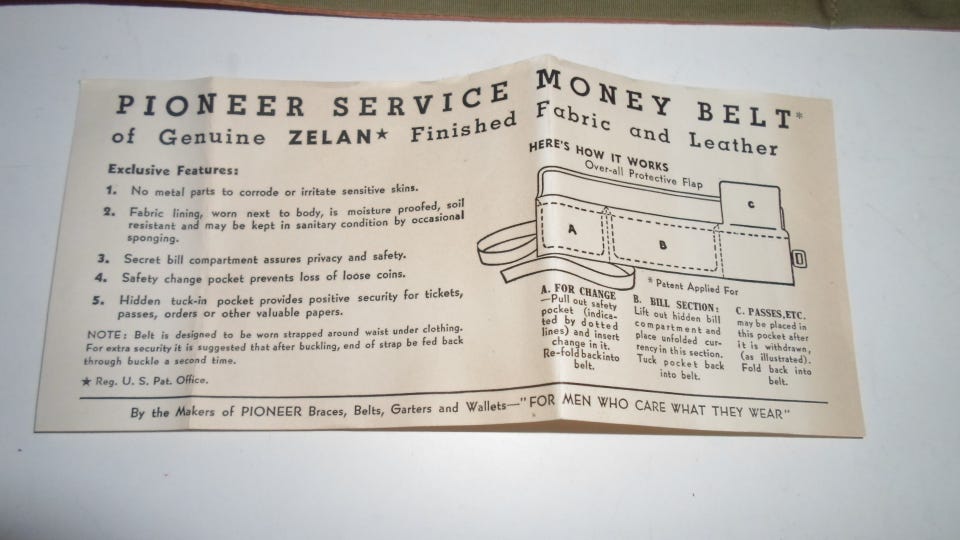 PIONEER SERVICE MONEY BELT*
of Genuine ZELAN★ Finished Fabric and Leather
Exclusive Features:
1. No metal parts to corrode or irritate sensitive skins.
2. Fabric lining, worn next to body, is moisture proofed, soil
resistant and may be kept in sanitary condition by occasional
sponging.
3. Secret bill compartment assures privacy and safety.
4. Safety change pocket prevents loss of loose coins.
5. Hidden tuck-in pocket provides positive security for tickets,
passes, orders or other valuable papers.
NOTE: Belt is designed to be worn strapped around waist under clothing.
For extra security it is suggested that after buckling, end of strap be fed back
through buckle a second time.
★ Reg. U. S. Pat. Office.
HERE'S HOW IT WORKS
Over-all Protective Flap
C
A
B
* Patent Applied For
A. FOR CHANGE
—Pull out safety
pocket (indica-
ted by dotted
lines) and insert
change in it.
Re-fold back into
belt.
B. BILL SECTION:
Lift out hidden bill
compartment and
place unfolded cur-
rency in this section.
Tuck pocket back
into belt.
C. PASSES, ETC.
may be placed in
this pocket after
it is withdrawn,
(as illustrated).
Fold back into
belt.
By the Makers of PIONEER Braces, Belts, Garters and Wallets—"FOR MEN WHO CARE WHAT THEY WEAR"